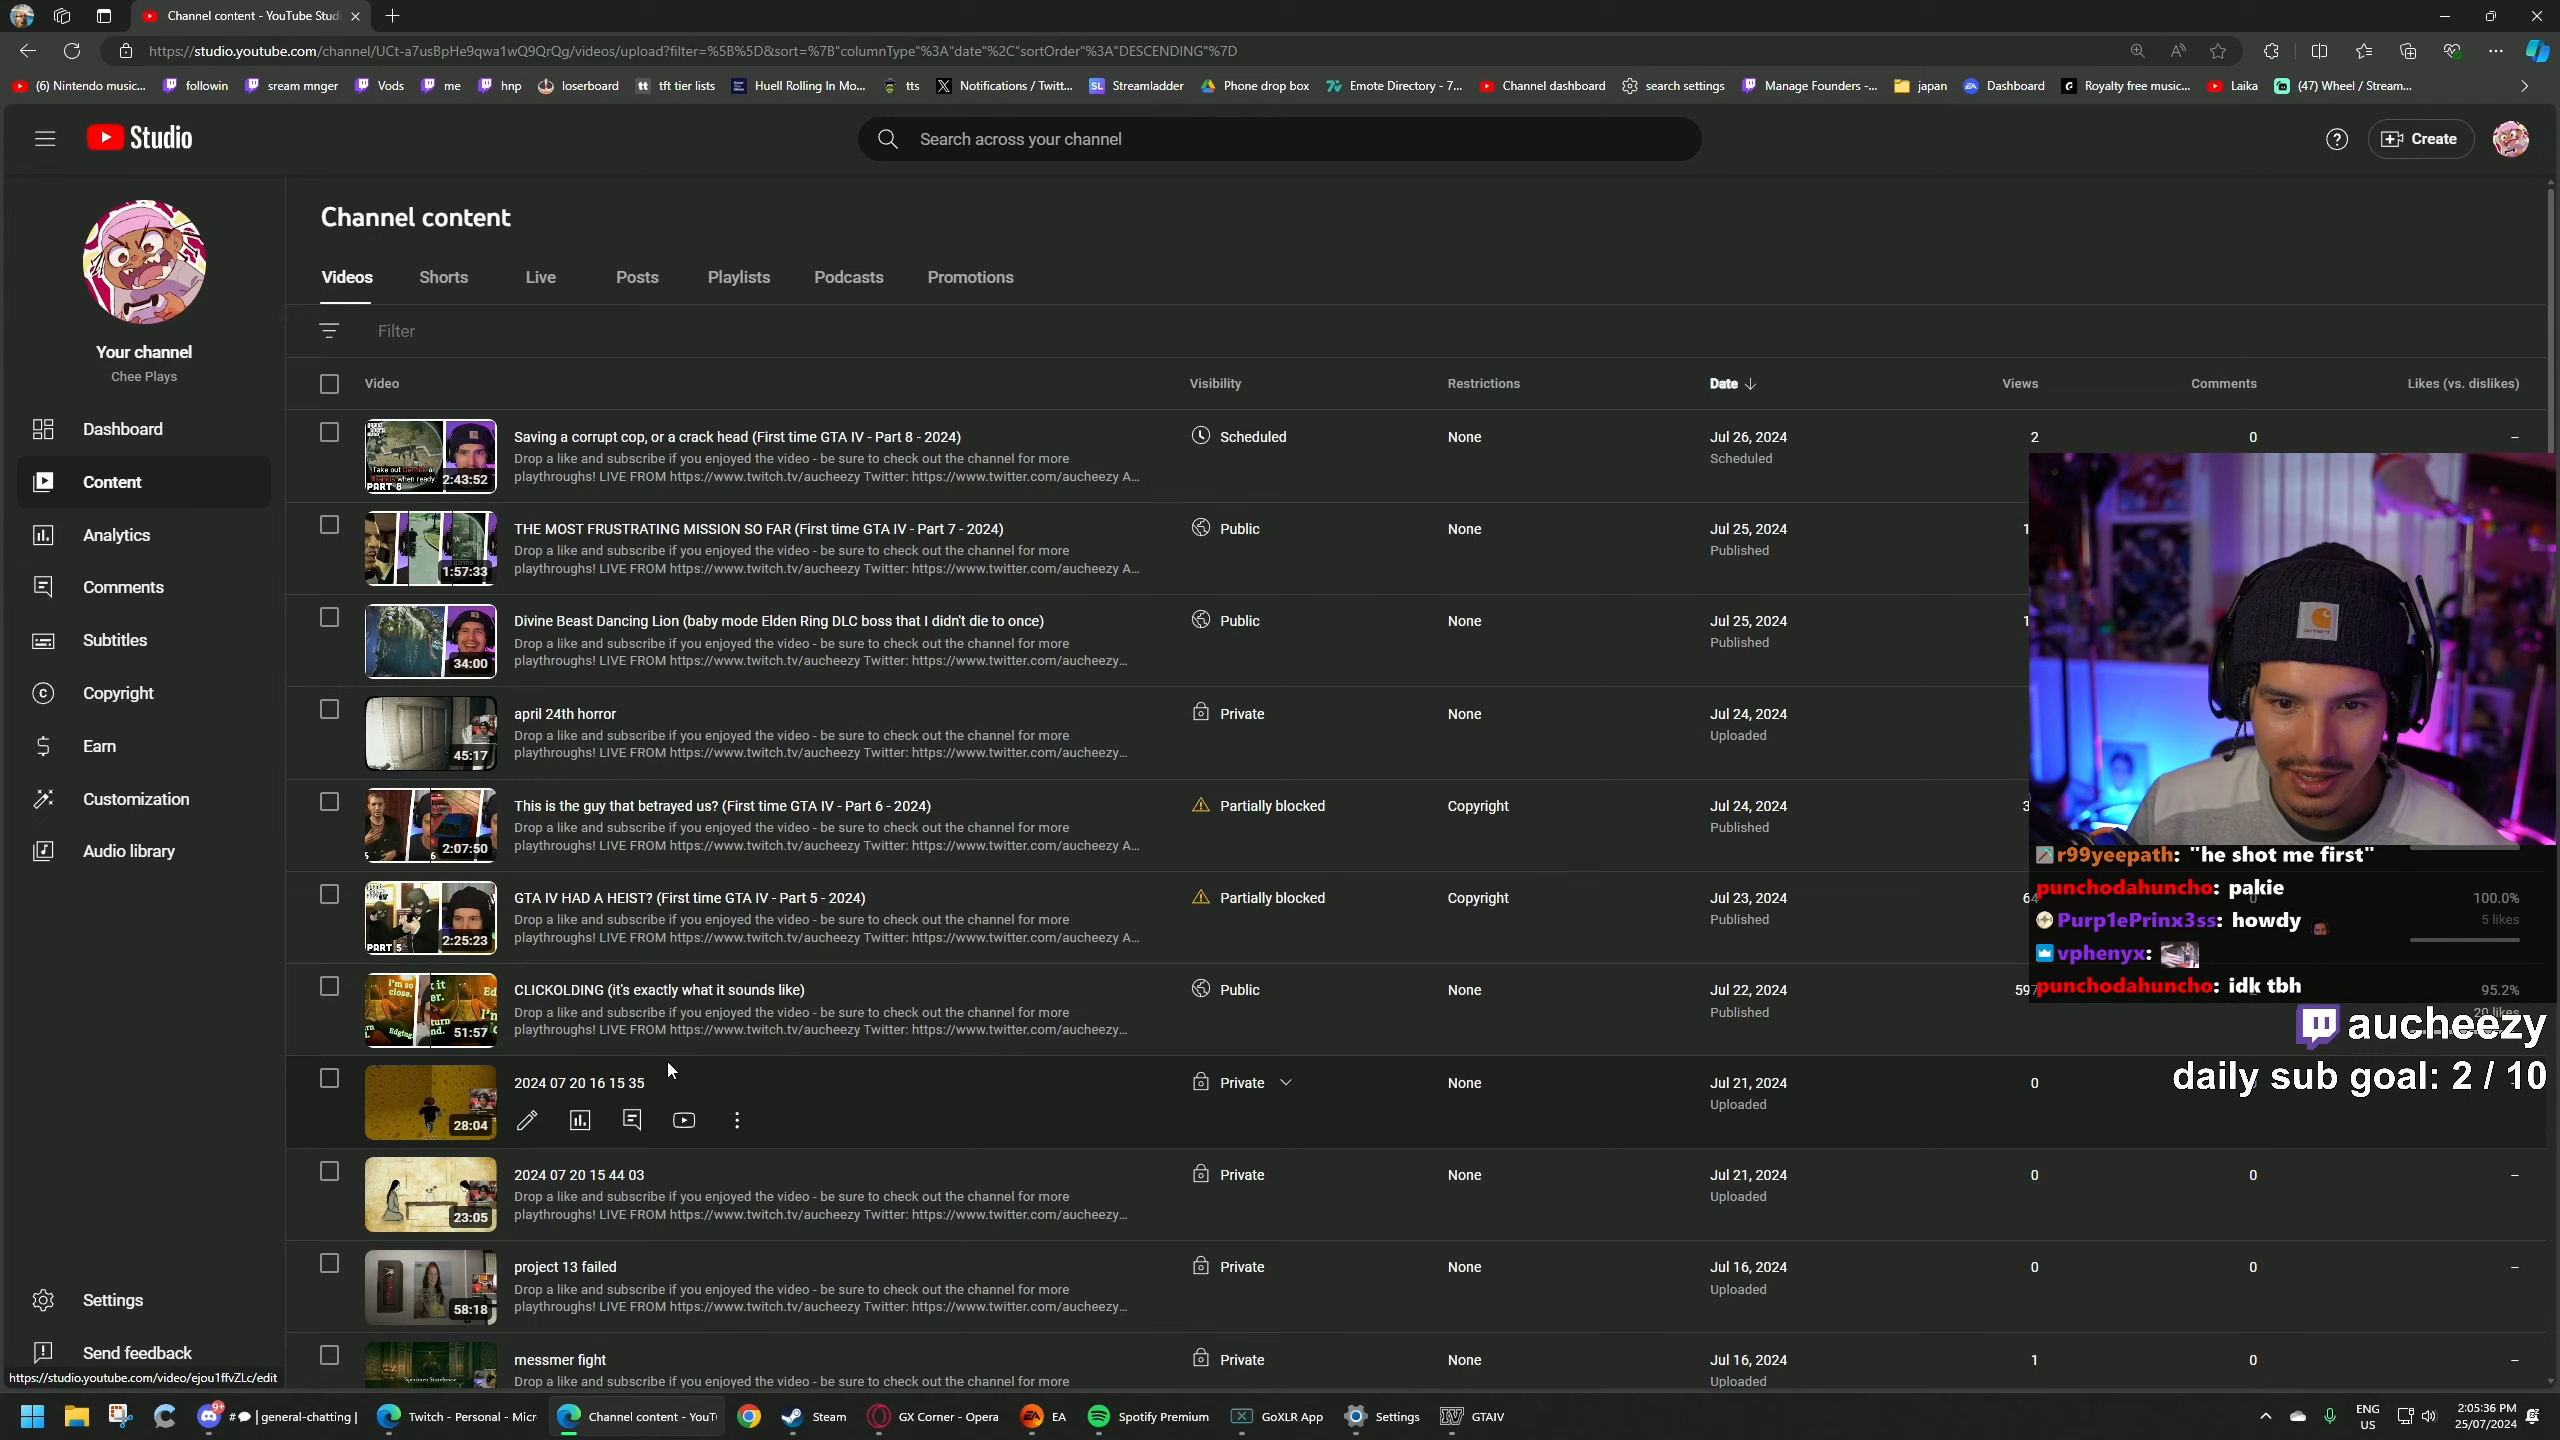 Channel content - YouTube Studi
https://studio.youtube.com/channel/UCt-a7usBpHe9qwa1wQ9QrQg/videos/upload?filter=%5B%5D&sort=%7B"columnType"%3A"date"%2C"sortOrder"%3A"DESCENDING"%7D
(6) Nintendo music... followin sream mnger Vods me hnp loserboard tft tier lists Huell Rolling In Mo... tts Notifications / Twitt... Streamladder Phone drop box Emote Directory - 7... Channel dashboard search settings Manage Founders -... japan Dashboard Royalty free music... Laika (47) Wheel / Stream...
Studio
Search across your channel
Create
Your channel
Chee Plays
Dashboard
Content
Analytics
Comments
Subtitles
Copyright
Earn
Customization
Audio library
Settings
Send feedback
https://studio.youtube.com/video/ejou1ffvZLc/edit
Channel content
Videos Shorts Live Posts Playlists Podcasts Promotions
Filter
Video Visibility Restrictions Date Views Comments Likes (vs. dislikes)
Saving a corrupt cop, or a crack head (First time GTA IV - Part 8 - 2024) Scheduled None Jul 26, 2024 2 0 –
Drop a like and subscribe if you enjoyed the video - be sure to check out the channel for more Scheduled
playthroughs! LIVE FROM https://www.twitch.tv/aucheezy Twitter: https://www.twitter.com/aucheezy A...
PART 8 2:43:52
THE MOST FRUSTRATING MISSION SO FAR (First time GTA IV - Part 7 - 2024) Public None Jul 25, 2024 1
Drop a like and subscribe if you enjoyed the video - be sure to check out the channel for more Published
playthroughs! LIVE FROM https://www.twitch.tv/aucheezy Twitter: https://www.twitter.com/aucheezy A...
1:57:33
Divine Beast Dancing Lion (baby mode Elden Ring DLC boss that I didn't die to once) Public None Jul 25, 2024 1
Drop a like and subscribe if you enjoyed the video - be sure to check out the channel for more Published
playthroughs! LIVE FROM https://www.twitch.tv/aucheezy Twitter: https://www.twitter.com/aucheezy...
34:00
april 24th horror Private None Jul 24, 2024
Drop a like and subscribe if you enjoyed the video - be sure to check out the channel for more Uploaded
playthroughs! LIVE FROM https://www.twitch.tv/aucheezy Twitter: https://www.twitter.com/aucheezy...
45:17
This is the guy that betrayed us? (First time GTA IV - Part 6 - 2024) Partially blocked Copyright Jul 24, 2024 3
Drop a like and subscribe if you enjoyed the video - be sure to check out the channel for more Published
playthroughs! LIVE FROM https://www.twitch.tv/aucheezy Twitter: https://www.twitter.com/aucheezy A...
2:07:50
GTA IV HAD A HEIST? (First time GTA IV - Part 5 - 2024) Partially blocked Copyright Jul 23, 2024 64 100.0%
Drop a like and subscribe if you enjoyed the video - be sure to check out the channel for more Published 5 likes
playthroughs! LIVE FROM https://www.twitch.tv/aucheezy Twitter: https://www.twitter.com/aucheezy A...
PART 5 2:25:23
CLICKOLDING (it's exactly what it sounds like) Public None Jul 22, 2024 597 95.2%
Drop a like and subscribe if you enjoyed the video - be sure to check out the channel for more Published 20 likes
playthroughs! LIVE FROM https://www.twitch.tv/aucheezy Twitter: https://www.twitter.com/aucheezy...
51:57
2024 07 20 16 15 35 Private None Jul 21, 2024 0
Uploaded
28:04
2024 07 20 15 44 03 Private None Jul 21, 2024 0 0 –
Drop a like and subscribe if you enjoyed the video - be sure to check out the channel for more Uploaded
playthroughs! LIVE FROM https://www.twitch.tv/aucheezy Twitter: https://www.twitter.com/aucheezy...
23:05
project 13 failed Private None Jul 16, 2024 0 0 –
Drop a like and subscribe if you enjoyed the video - be sure to check out the channel for more Uploaded
playthroughs! LIVE FROM https://www.twitch.tv/aucheezy Twitter: https://www.twitter.com/aucheezy...
58:18
messmer fight Private None Jul 16, 2024 1 0 –
Drop a like and subscribe if you enjoyed the video - be sure to check out the channel for more Uploaded
carhartt
r99yeepath: "he shot me first"
punchodahuncho: pakie
Purp1ePrinx3ss: howdy
vphenyx:
punchodahuncho: idk tbh
aucheezy
daily sub goal: 2 / 10
9+ # | general-chatting | Twitch - Personal - Micr Channel content - YouT Steam GX Corner - Opera EA Spotify Premium GoXLR App Settings GTAIV
ENG
US
2:05:36 PM
25/07/2024